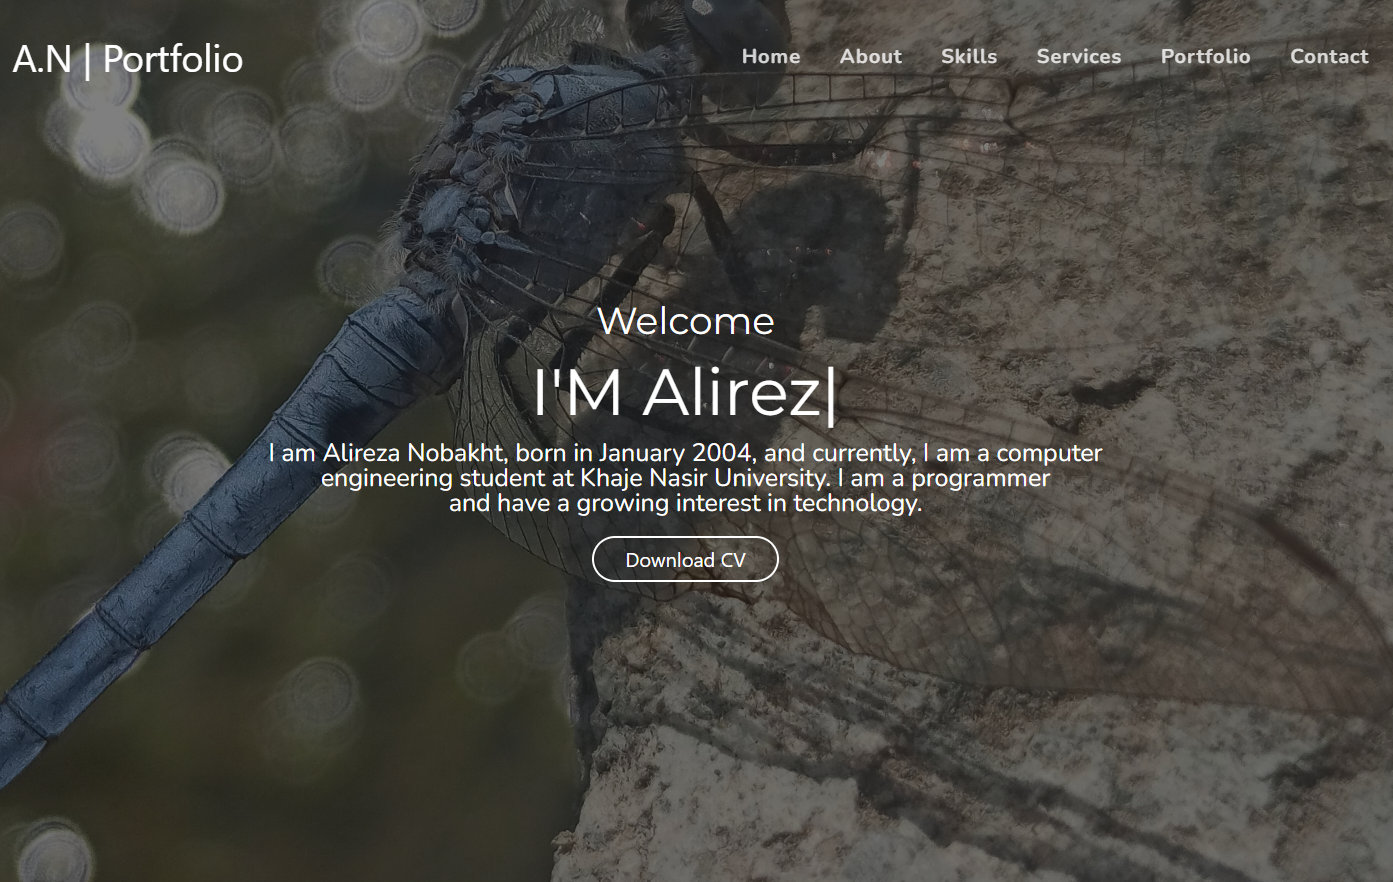 A.N | Portfolio
Home About Skills Services Portfolio Contact
Welcome
I'M Alirez|
I am Alireza Nobakht, born in January 2004, and currently, I am a computer
engineering student at Khaje Nasir University. I am a programmer
and have a growing interest in technology.
Download CV